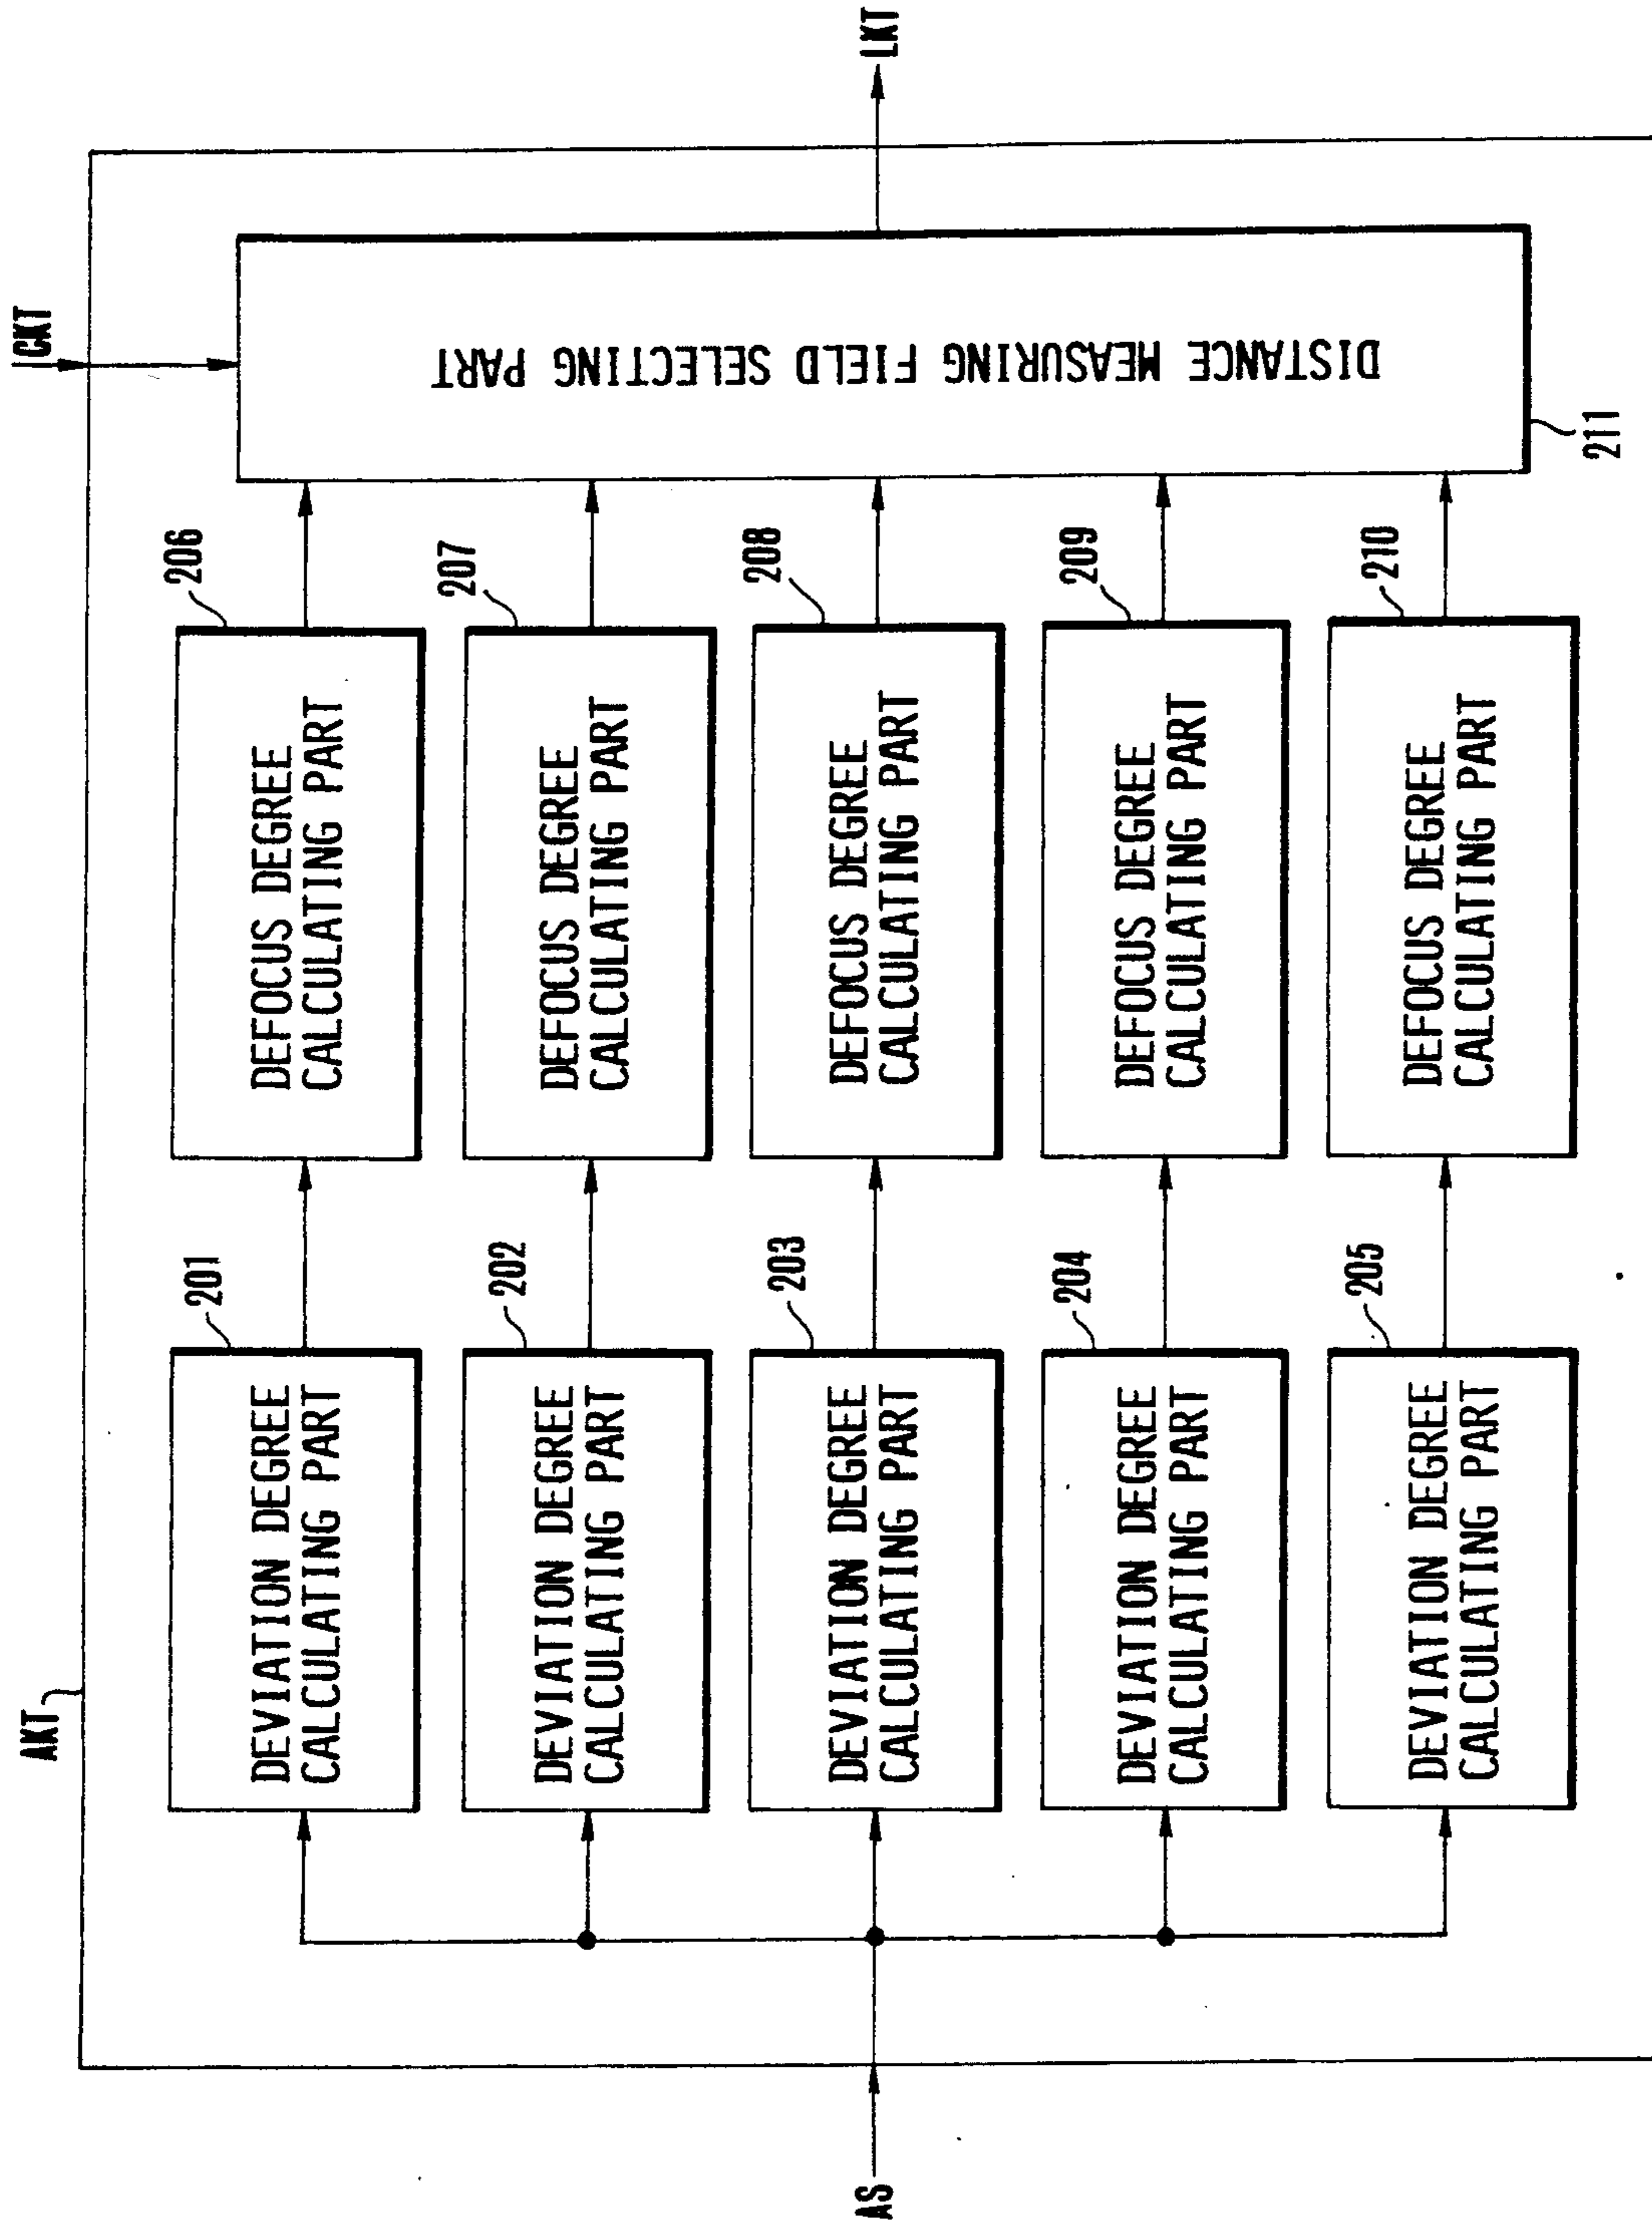 AKT
CKT
201
DEVIATION DEGREE
CALCULATING PART
206
DEFOCUS DEGREE
CALCULATING PART
202
DEVIATION DEGREE
CALCULATING PART
207
DEFOCUS DEGREE
CALCULATING PART
AS
203
DEVIATION DEGREE
CALCULATING PART
208
DEFOCUS DEGREE
CALCULATING PART
DISTANCE MEASURING FIELD SELECTING PART
LKT
204
DEVIATION DEGREE
CALCULATING PART
209
DEFOCUS DEGREE
CALCULATING PART
205
DEVIATION DEGREE
CALCULATING PART
210
DEFOCUS DEGREE
CALCULATING PART
211